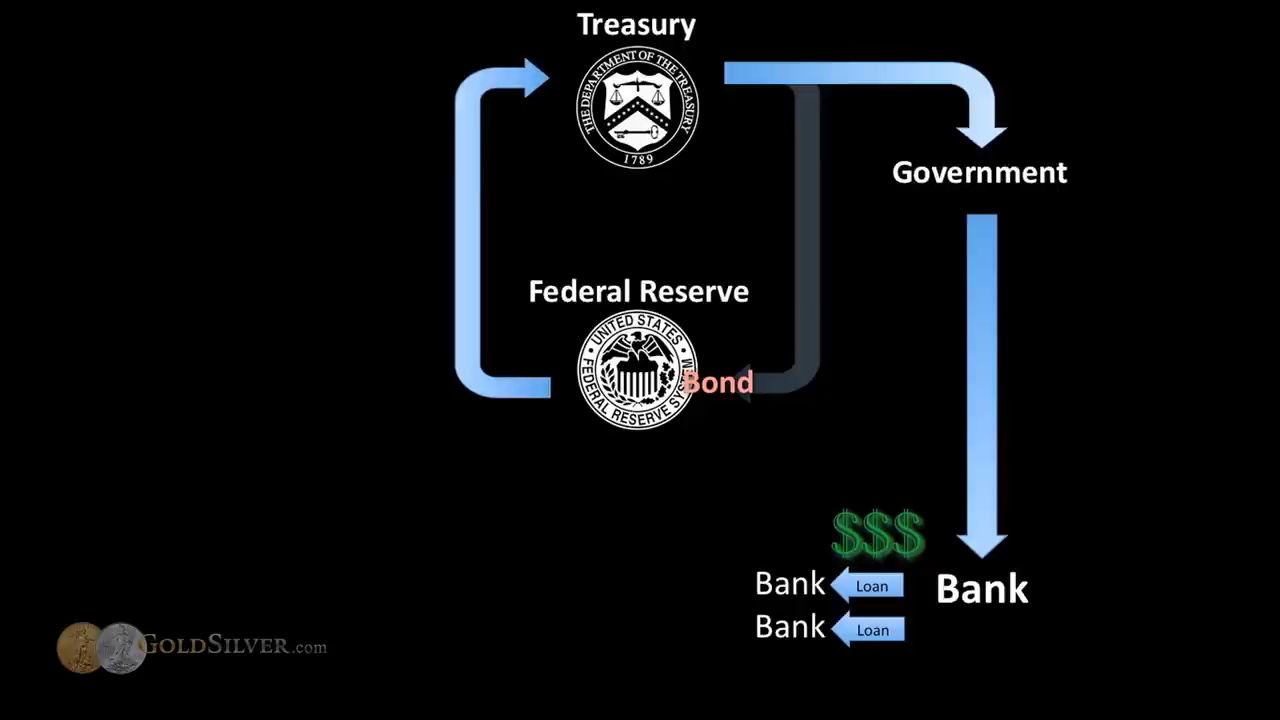 Treasury
THE DEPARTMENT OF THE TREASURY
1789
Government
Federal Reserve
UNITED STATES
FEDERAL RESERVE SYSTEM
Bond
$$$
Bank Loan Bank
Bank Loan
GOLDSILVER.com